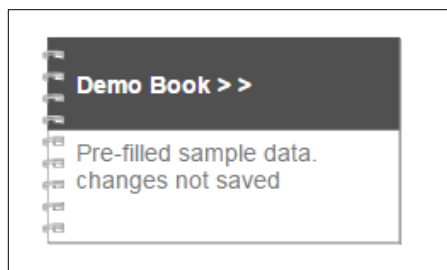 Demo Book > >
Pre-filled sample data.
changes not saved